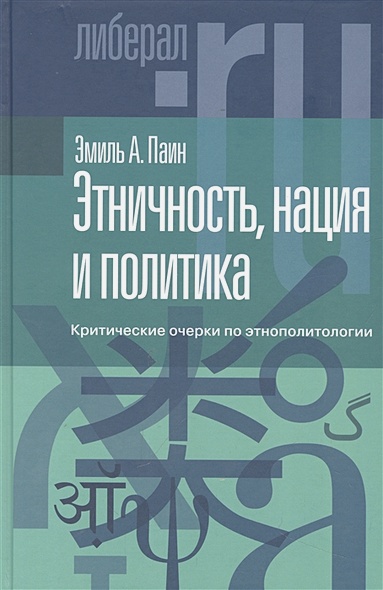 либерал
.ru
Эмиль А. Паин
Этничность, нация
и политика
Критические очерки по этнополитологии